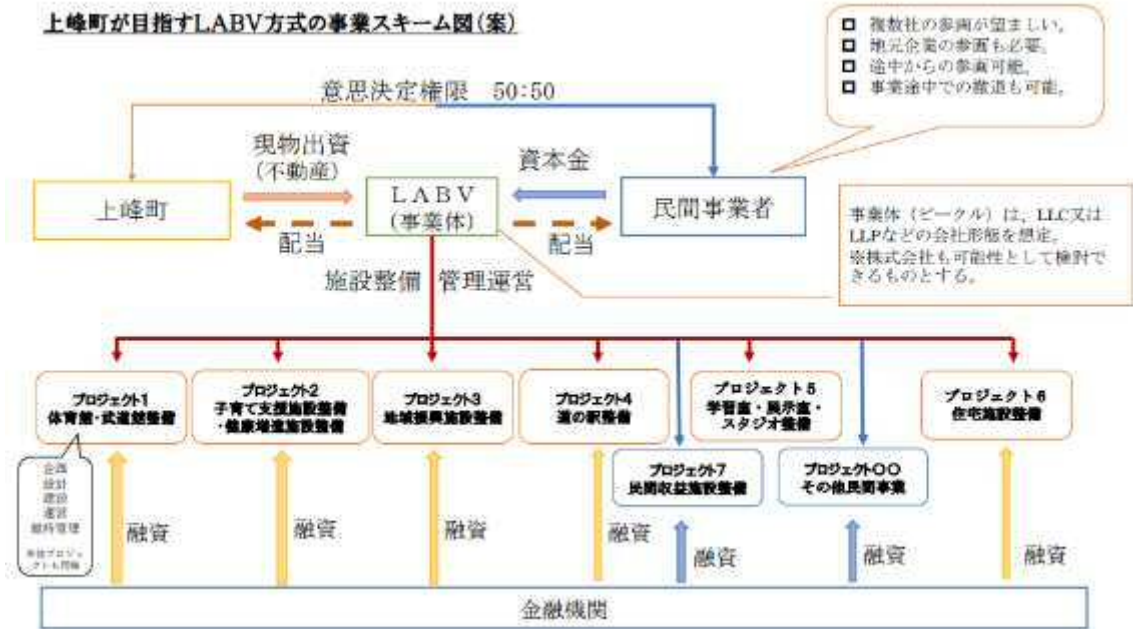 上峰町が目指すLABV方式の事業スキーム図(案)
□ 複数社の参画が望ましい。
□ 地元企業の参画も必要。
□ 途中からの参画可能。
□ 事業途中での撤退も可能。
意思決定権限 50:50
現物出資
(不動産)
資本金
上峰町
LABV
(事業体)
民間事業者
配当
配当
事業体(ビークル)は、LLC又は
LLPなどの会社形態を想定。
※株式会社も可能性として検討で
きるものとする。
施設整備 管理運営
プロジェクト1
体育館・武道館整備
プロジェクト2
子育て支援施設整備
・健康増進施設整備
プロジェクト3
地域振興施設整備
プロジェクト4
道の駅整備
プロジェクト5
学習室・展示室・
スタジオ整備
プロジェクト6
住宅施設整備
プロジェクト7
民間収益施設整備
プロジェクト〇〇
その他民間事業
企画
設計
建設
運営
維持管理
融資
融資
融資
融資
融資
融資
融資
金融機関